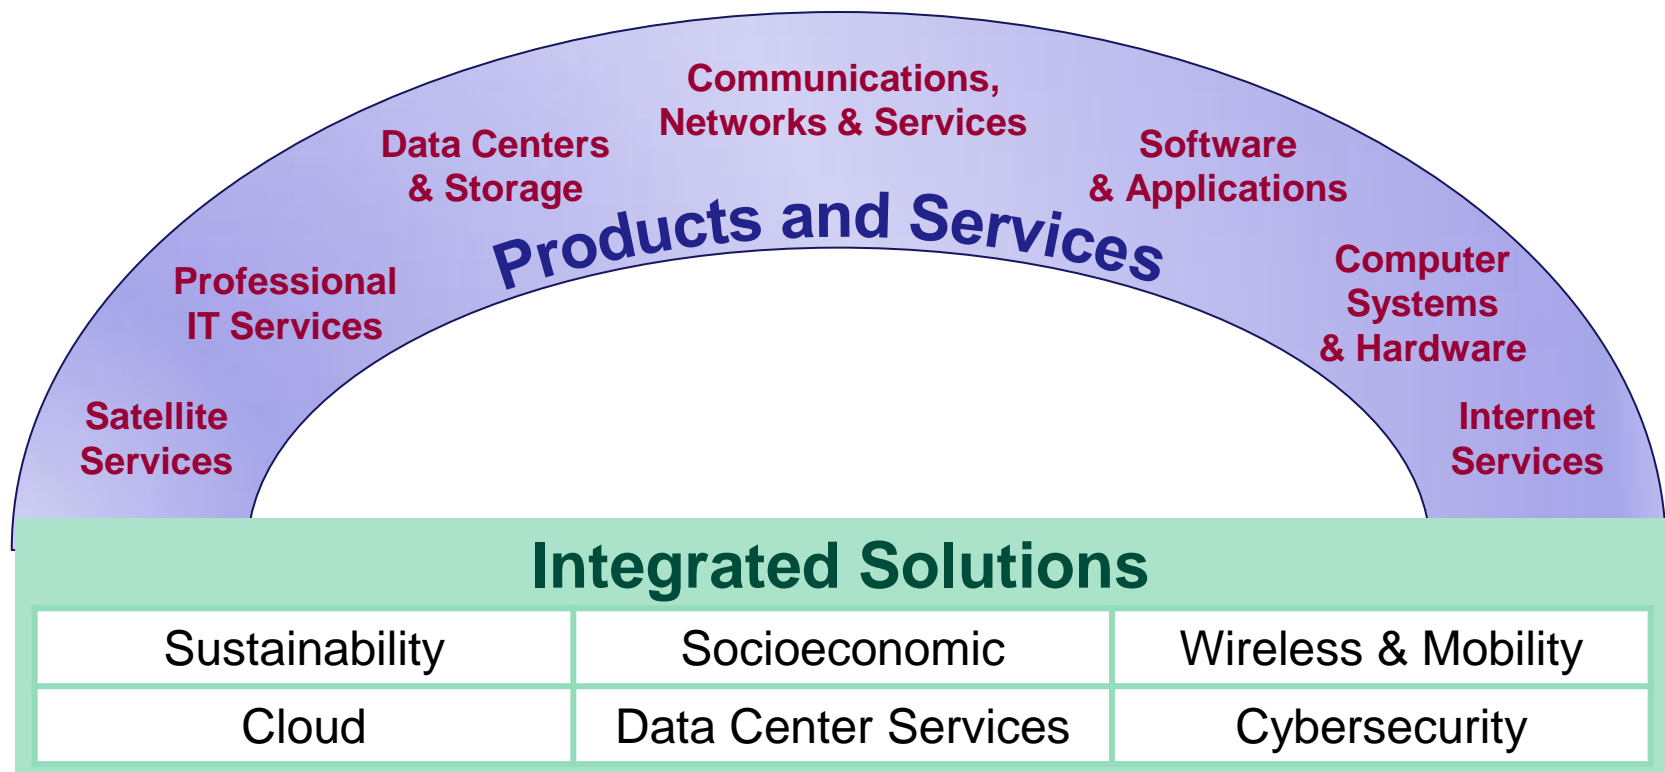 Communications,
Networks & Services
Data Centers
& Storage
Software
& Applications
Products and Services
Professional
IT Services
Computer
Systems
& Hardware
Satellite
Services
Internet
Services
Integrated Solutions
Sustainability
Socioeconomic
Wireless & Mobility
Cloud
Data Center Services
Cybersecurity